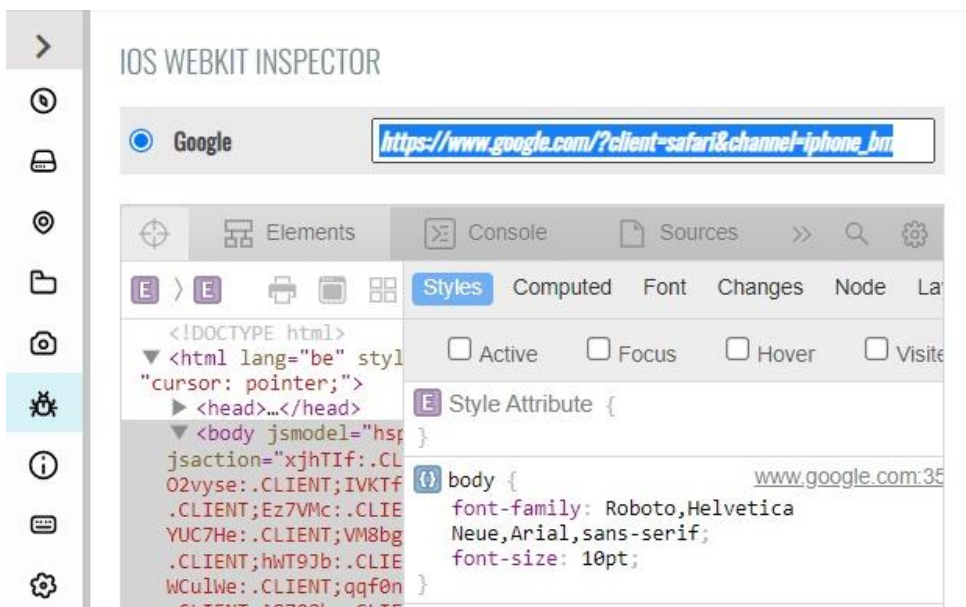 IOS WEBKIT INSPECTOR
Google https://www.google.com/?client=safari&channel=iphone_bm
Elements Console Sources
E E Styles Computed Font Changes Node La
Active Focus Hover Visite
<!DOCTYPE html>
<html lang="be" styl
"cursor: pointer;">
<head>…</head>
<body jsmodel="hsp
jsaction="xjhTIf:.CL
O2vyse:.CLIENT;IVKTf
.CLIENT;Ez7VMc:.CLIE
YUC7He:.CLIENT;VM8bg
.CLIENT;hWT9Jb:.CLIE
WCulWe:.CLIENT;qqf0n
E Style Attribute {
}
body { www.google.com:35
font-family: Roboto,Helvetica
Neue,Arial,sans-serif;
font-size: 10pt;
}